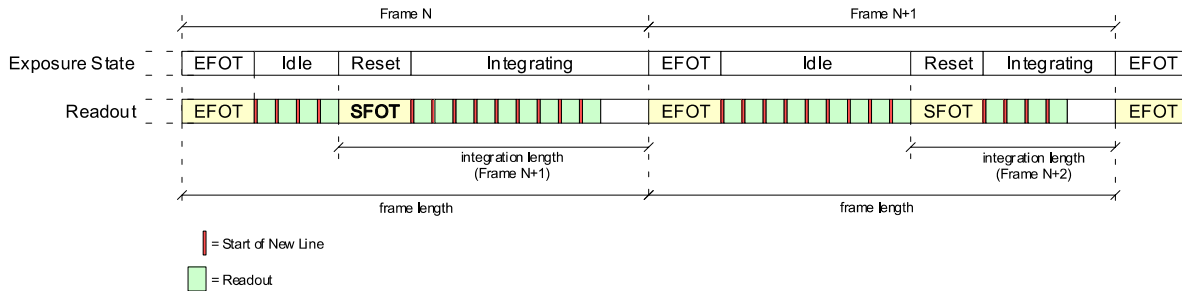 Frame N
Frame N+1
Exposure State
EFOT
Idle
Reset
Integrating
EFOT
Idle
Reset
Integrating
EFOT
Readout
EFOT
SFOT
EFOT
SFOT
EFOT
integration length
(Frame N+1)
integration length
(Frame N+2)
frame length
frame length
= Start of New Line
= Readout